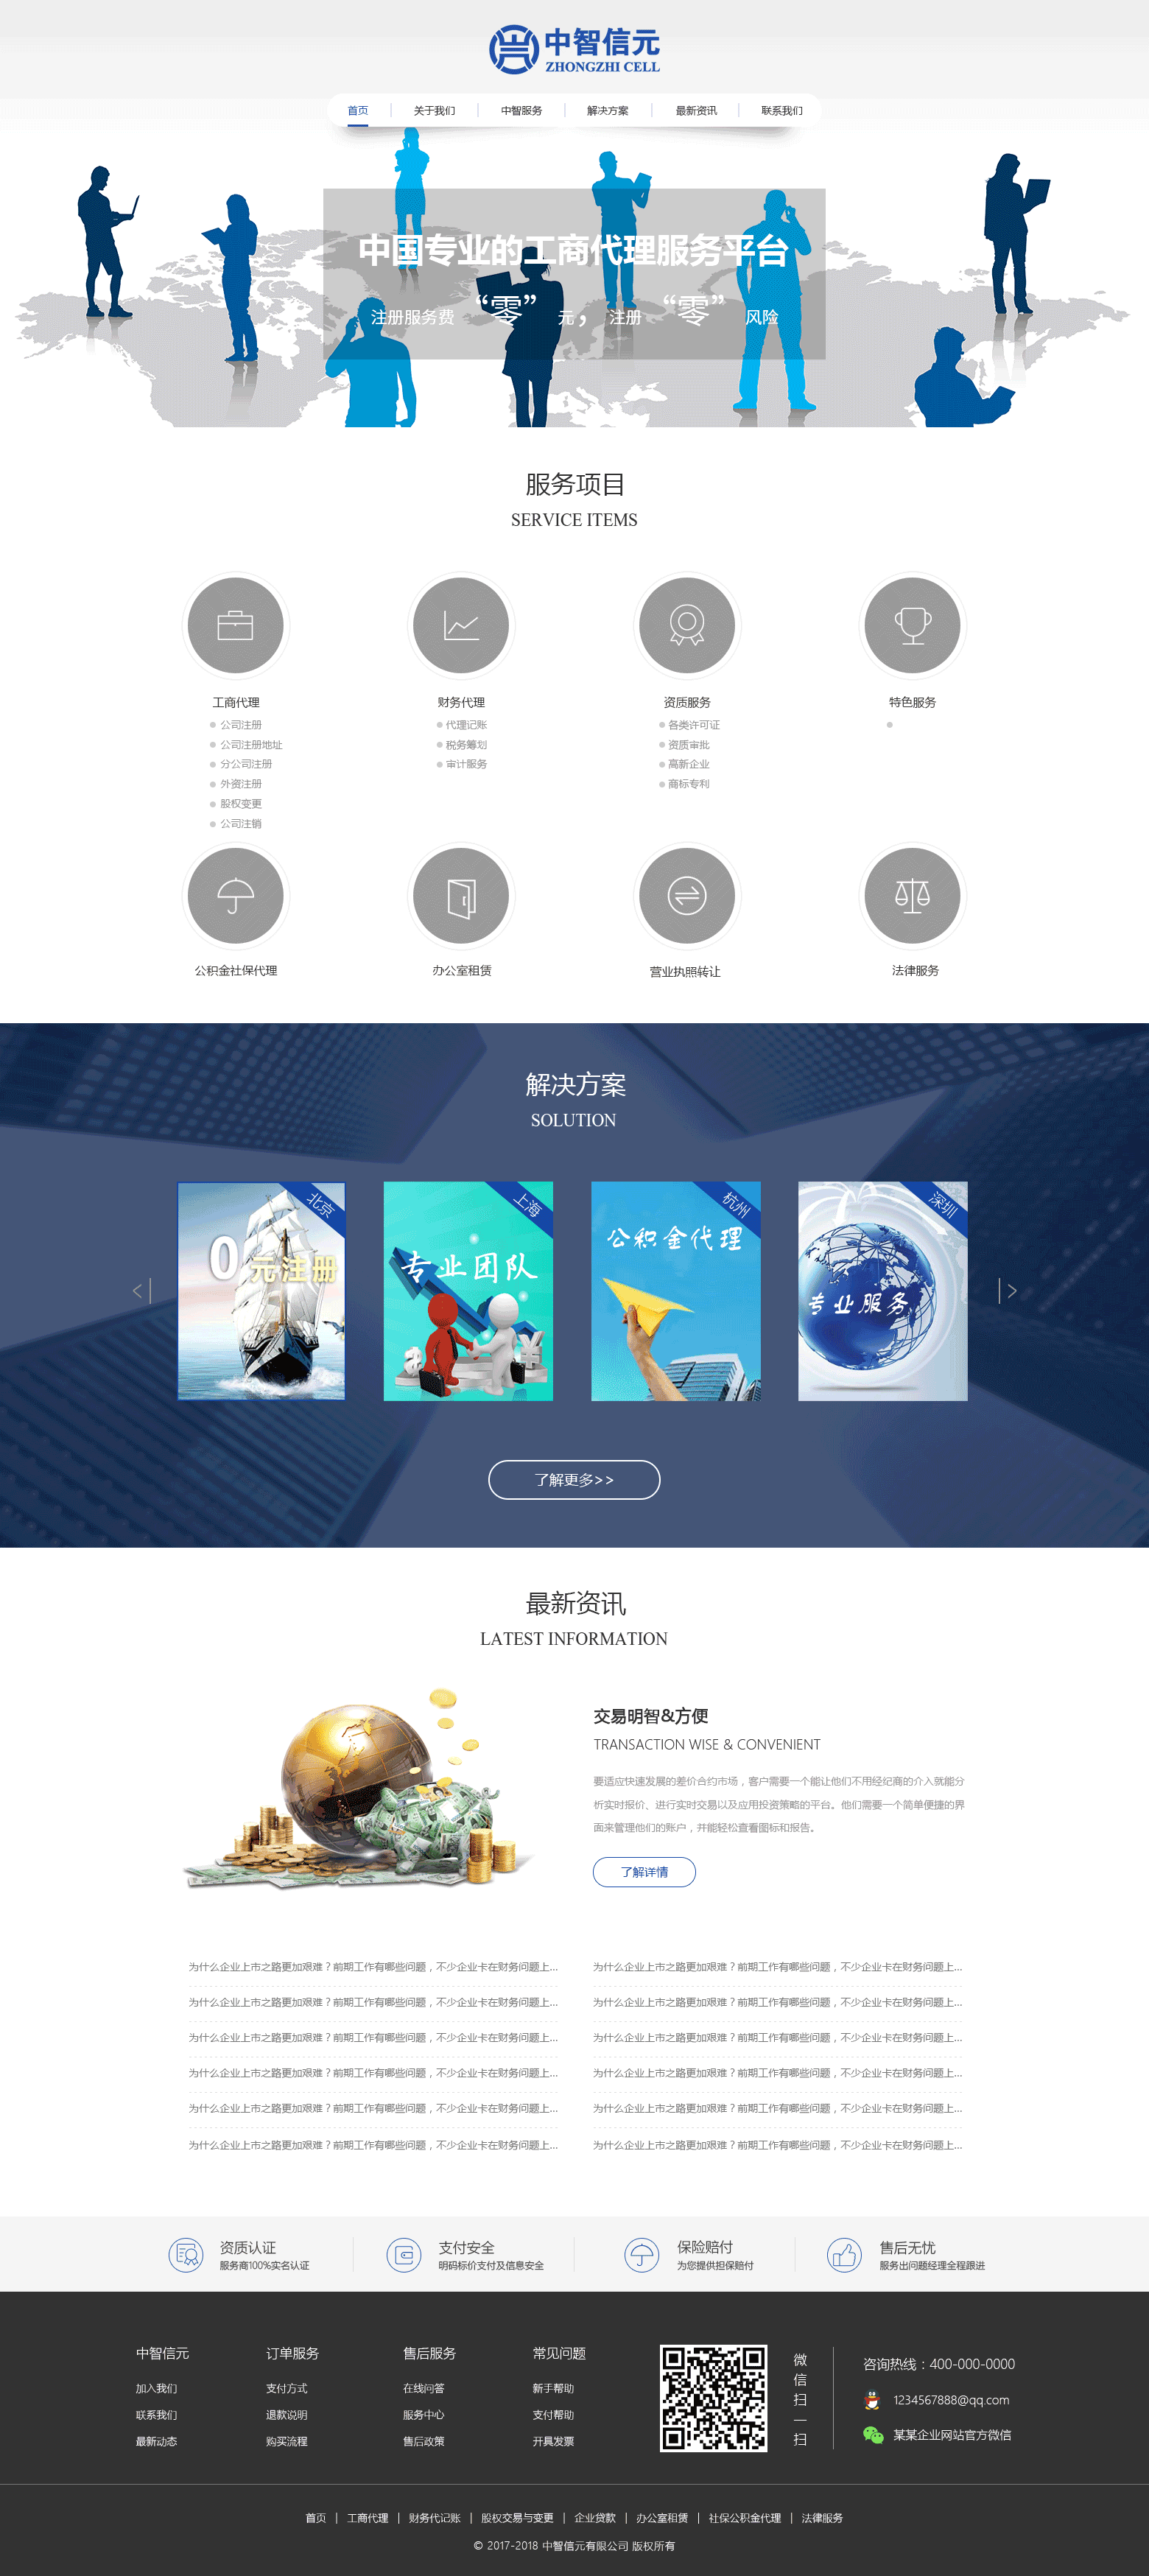 中智信元
ZHONGZHI CELL
首页 关于我们 中智服务 解决方案 最新资讯 联系我们
中国专业的工商代理服务平台
注册服务费 “零” 元， 注册 “零” 风险
服务项目
SERVICE ITEMS
工商代理
公司注册
公司注册地址
分公司注册
外资注册
股权变更
公司注销
财务代理
代理记账
税务筹划
审计服务
资质服务
各类许可证
资质审批
高新企业
商标专利
特色服务
公积金社保代理
办公室租赁
营业执照转让
法律服务
解决方案
SOLUTION
北京
0元注册
上海
专业团队
杭州
公积金代理
深圳
专业服务
了解更多>>
最新资讯
LATEST INFORMATION
交易明智&方便
TRANSACTION WISE & CONVENIENT
要适应快速发展的差价合约市场，客户需要一个能让他们不用经纪商的介入就能分
析实时报价、进行实时交易以及应用投资策略的平台。他们需要一个简单便捷的界
面来管理他们的账户，并能轻松查看图标和报告。
了解详情
为什么企业上市之路更加艰难？前期工作有哪些问题，不少企业卡在财务问题上...
为什么企业上市之路更加艰难？前期工作有哪些问题，不少企业卡在财务问题上...
为什么企业上市之路更加艰难？前期工作有哪些问题，不少企业卡在财务问题上...
为什么企业上市之路更加艰难？前期工作有哪些问题，不少企业卡在财务问题上...
为什么企业上市之路更加艰难？前期工作有哪些问题，不少企业卡在财务问题上...
为什么企业上市之路更加艰难？前期工作有哪些问题，不少企业卡在财务问题上...
为什么企业上市之路更加艰难？前期工作有哪些问题，不少企业卡在财务问题上...
为什么企业上市之路更加艰难？前期工作有哪些问题，不少企业卡在财务问题上...
为什么企业上市之路更加艰难？前期工作有哪些问题，不少企业卡在财务问题上...
为什么企业上市之路更加艰难？前期工作有哪些问题，不少企业卡在财务问题上...
为什么企业上市之路更加艰难？前期工作有哪些问题，不少企业卡在财务问题上...
为什么企业上市之路更加艰难？前期工作有哪些问题，不少企业卡在财务问题上...
资质认证
服务商100%实名认证
支付安全
明码标价支付及信息安全
保险赔付
为您提供担保赔付
售后无忧
服务出问题经理全程跟进
中智信元
加入我们
联系我们
最新动态
订单服务
支付方式
退款说明
购买流程
售后服务
在线问答
服务中心
售后政策
常见问题
新手帮助
支付帮助
开具发票
微信扫一扫
咨询热线：400-000-0000
1234567888@qq.com
某某企业网站官方微信
首页 | 工商代理 | 财务代记账 | 股权交易与变更 | 企业贷款 | 办公室租赁 | 社保公积金代理 | 法律服务
© 2017-2018 中智信元有限公司 版权所有